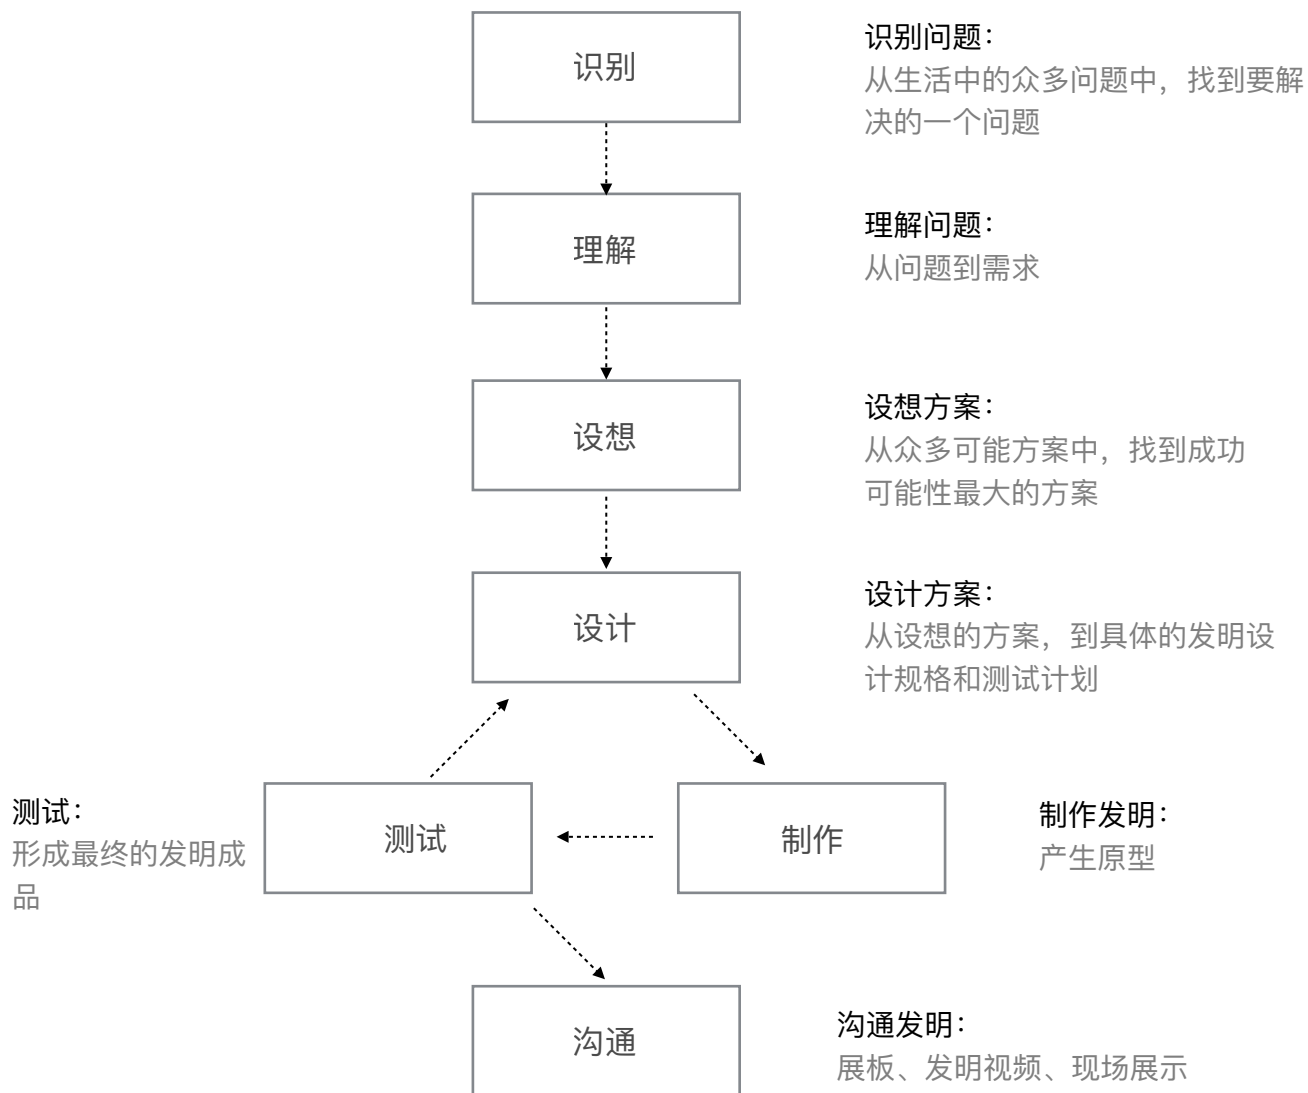 识别
识别问题：
从生活中的众多问题中，找到要解
决的一个问题
理解
理解问题：
从问题到需求
设想
设想方案：
从众多可能方案中，找到成功
可能性最大的方案
设计
设计方案：
从设想的方案，到具体的发明设
计规格和测试计划
测试：
形成最终的发明成
品
测试
制作
制作发明：
产生原型
沟通
沟通发明：
展板、发明视频、现场展示